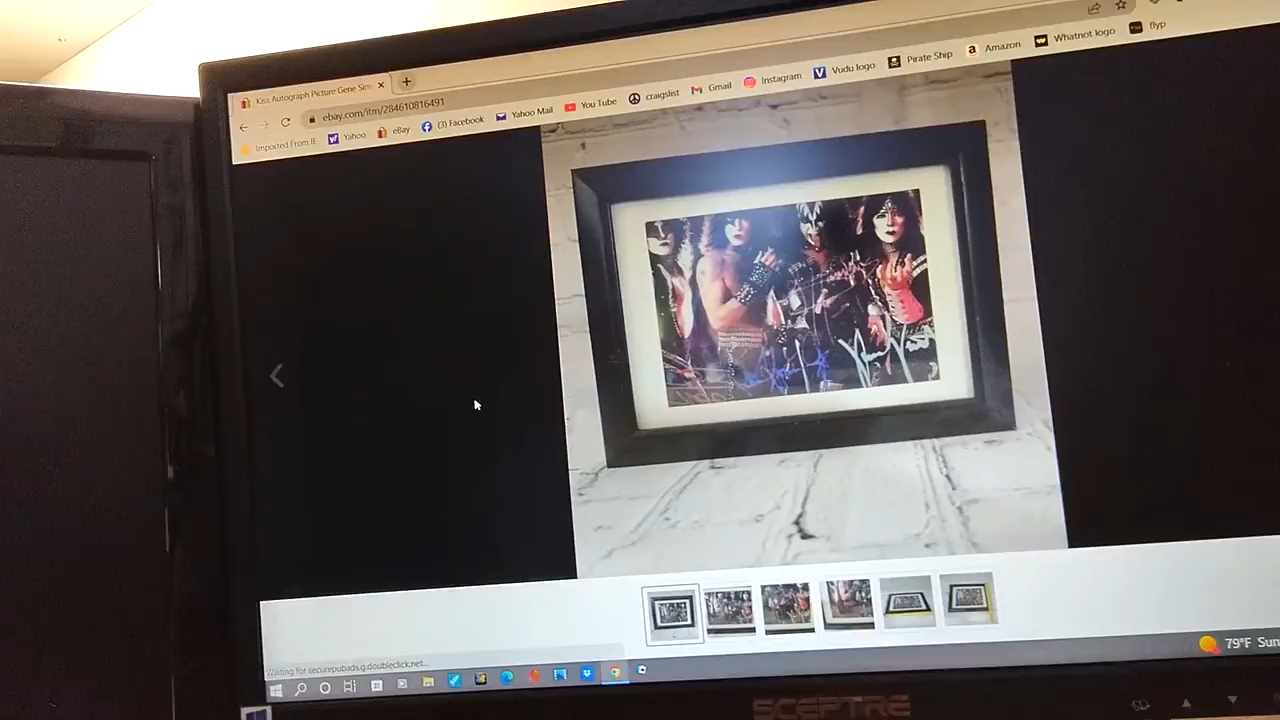 Kiss Autograph Picture Gene Sim
ebay.com/itm/284610816491
Imported From IE Yahoo eBay (3) Facebook Yahoo Mail You Tube craigslist Gmail Instagram Vudu logo Pirate Ship Amazon Whatnot logo flyp
Waiting for securepubads.g.doubleclick.net...
79°F Sun
SCEPTRE